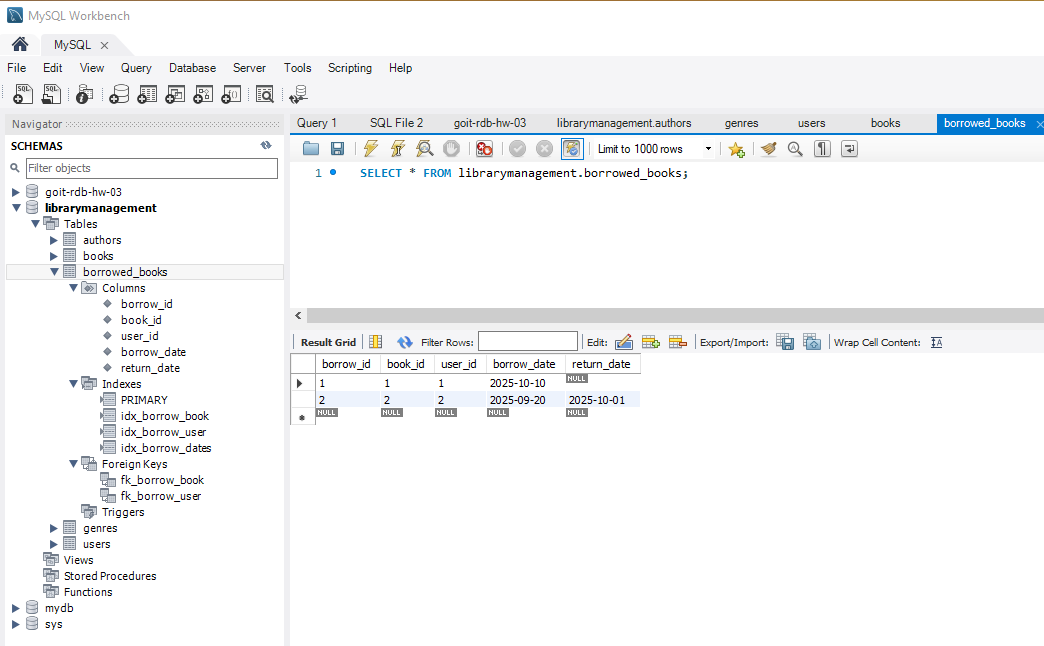 MySQL Workbench
MySQL
File Edit View Query Database Server Tools Scripting Help
Navigator
SCHEMAS
Filter objects
goit-rdb-hw-03
librarymanagement
Tables
authors
books
borrowed_books
Columns
borrow_id
book_id
user_id
borrow_date
return_date
Indexes
PRIMARY
idx_borrow_book
idx_borrow_user
idx_borrow_dates
Foreign Keys
fk_borrow_book
fk_borrow_user
Triggers
genres
users
Views
Stored Procedures
Functions
mydb
sys
Query 1 SQL File 2 goit-rdb-hw-03 librarymanagement.authors genres users books borrowed_books
Limit to 1000 rows
1 SELECT * FROM librarymanagement.borrowed_books;
Result Grid Filter Rows: Edit: Export/Import: Wrap Cell Content:
borrow_id book_id user_id borrow_date return_date
1 1 1 2025-10-10 NULL
2 2 2 2025-09-20 2025-10-01
NULL NULL NULL NULL NULL